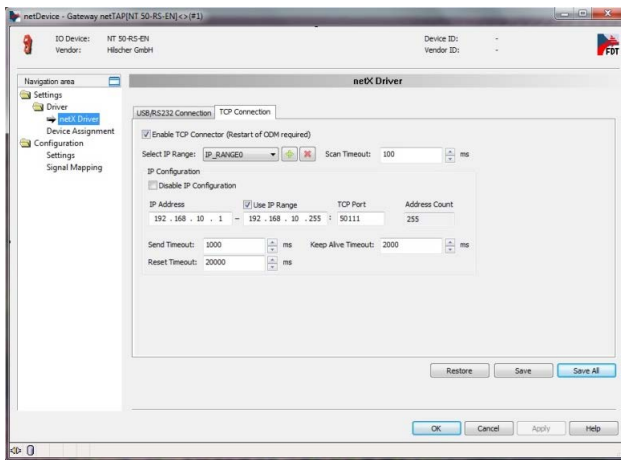 netDevice - Gateway netTAP[NT 50-RS-EN]<>(#1)
IO Device: NT 50-RS-EN Device ID: -
Vendor: Hilscher GmbH Vendor ID: -
FDT
Navigation area
netX Driver
Settings
Driver
netX Driver
Device Assignment
Configuration
Settings
Signal Mapping
USB/RS232 Connection TCP Connection
Enable TCP Connector (Restart of ODM required)
Select IP Range: IP_RANGE0 Scan Timeout: 100 ms
IP Configuration
Disable IP Configuration
IP Address Use IP Range TCP Port Address Count
192 . 168 . 10 . 1 - 192 . 168 . 10 . 255 : 50111 255
Send Timeout: 1000 ms Keep Alive Timeout: 2000 ms
Reset Timeout: 20000 ms
Restore Save Save All
OK Cancel Apply Help